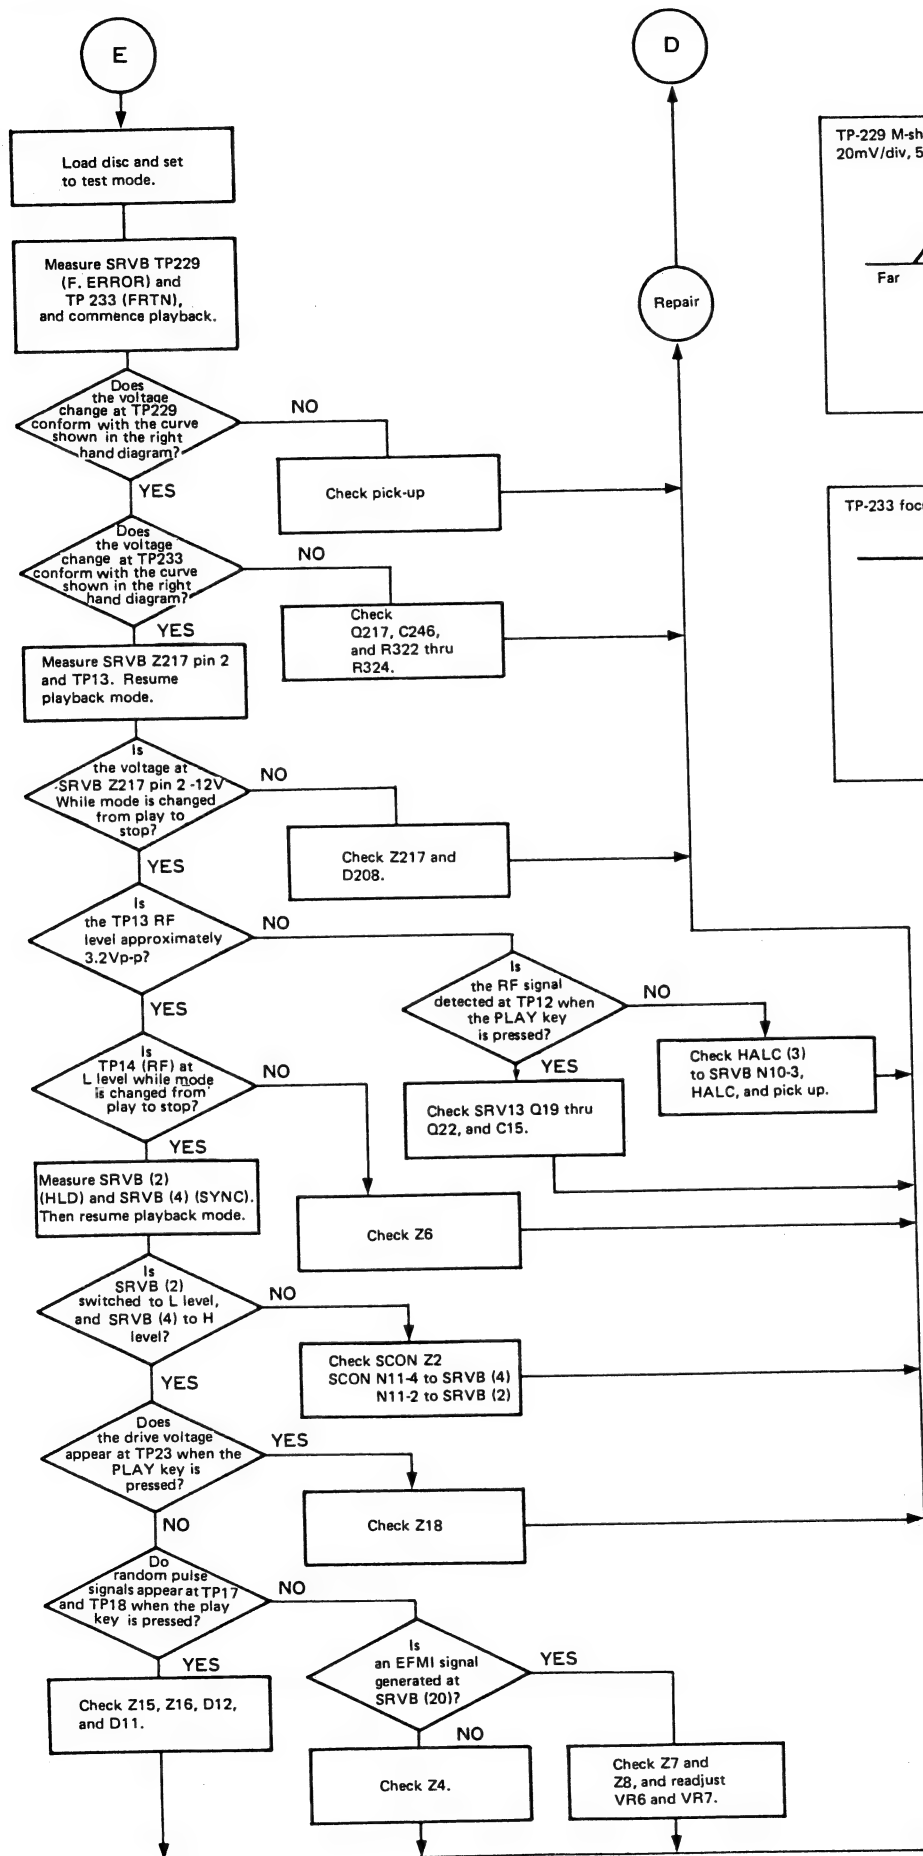 E
D
Load disc and set
to test mode.
TP-229 M-sh
20mV/div, 5
Measure SRVB TP229
(F. ERROR) and
TP 233 (FRTN),
and commence playback.
Far
Repair
Does
the voltage
change at TP229
conform with the curve
shown in the right
hand diagram?
NO
YES
Check pick-up
TP-233 focu
Does
the voltage
change at TP233
conform with the curve
shown in the right
hand diagram?
NO
YES
Check
Q217, C246,
and R322 thru
R324.
Measure SRVB Z217 pin 2
and TP13. Resume
playback mode.
Is
the voltage at
SRVB Z217 pin 2 -12V
While mode is changed
from play to
stop?
NO
YES
Check Z217 and
D208.
Is
the TP13 RF
level approximately
3.2Vp-p?
NO
YES
Is
the RF signal
detected at TP12 when
the PLAY key
is pressed?
NO
YES
Check HALC (3)
to SRVB N10-3,
HALC, and pick up.
Check SRV13 Q19 thru
Q22, and C15.
Is
TP14 (RF) at
L level while mode
is changed from
play to stop?
NO
YES
Check Z6
Measure SRVB (2)
(HLD) and SRVB (4) (SYNC).
Then resume playback mode.
Is
SRVB (2)
switched to L level,
and SRVB (4) to H
level?
NO
YES
Check SCON Z2
SCON N11-4 to SRVB (4)
N11-2 to SRVB (2)
Does
the drive voltage
appear at TP23 when the
PLAY key is
pressed?
YES
NO
Check Z18
Do
random pulse
signals appear at TP17
and TP18 when the play
key is pressed?
NO
YES
Is
an EFMI signal
generated at
SRVB (20)?
YES
NO
Check Z15, Z16, D12,
and D11.
Check Z4.
Check Z7 and
Z8, and readjust
VR6 and VR7.